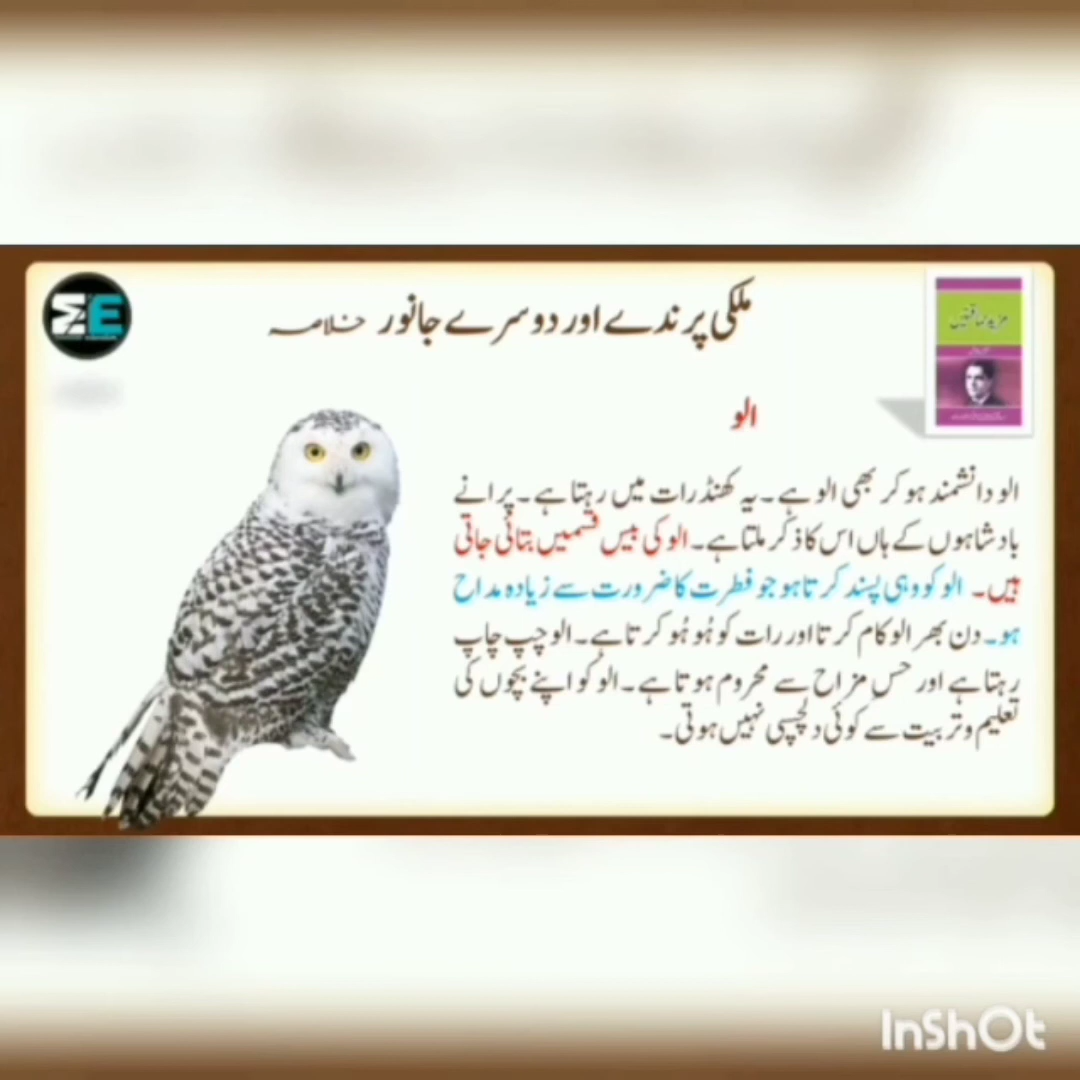 ملکی پرندے اور دوسرے جانور خلاصہ
الو
الو دانشمند ہو کر بھی الو ہے۔ یہ کھنڈرات میں رہتا ہے۔ پرانے
بادشاہوں کے ہاں اس کا ذکر ملتا ہے۔ الو کی بیس قسمیں بتائی جاتی
ہیں۔ الو کو وہی پسند کرتا ہو جو فطرت کا ضرورت سے زیادہ مداح
ہو۔ دن بھر الو کام کرتا اور رات کو ہُو ہُو کرتا ہے۔ الو چپ چاپ
رہتا ہے اور حسِ مزاح سے محروم ہوتا ہے۔ الو کو اپنے بچوں کی
تعلیم و تربیت سے کوئی دلچسپی نہیں ہوتی۔
مزید حماقتیں
InShOt